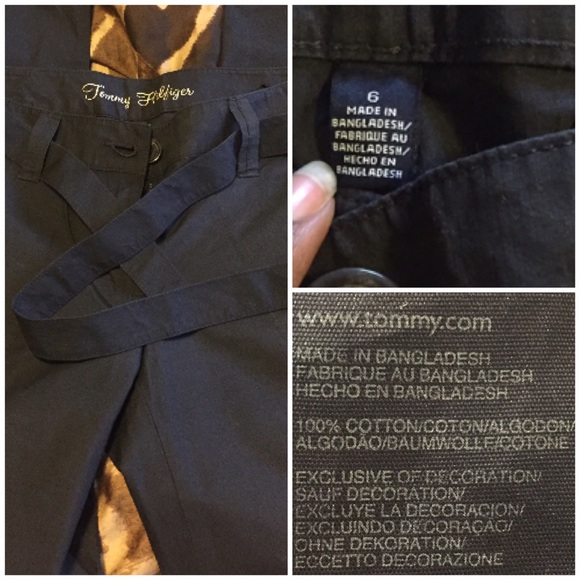 Tommy Hilfiger
6
MADE IN
BANGLADESH/
FABRIQUE AU
BANGLADESH/
HECHO EN
BANGLADESH
www.tommy.com
MADE IN BANGLADESH
FABRIQUE AU BANGLADESH
HECHO EN BANGLADESH
100% COTTON/COTON/ALGODON/
ALGODÃO/BAUMWOLLE/COTONE
EXCLUSIVE OF DECORATION/
SAUF DECORATION/
EXCLUYE LA DECORACION/
EXCLUINDO DECORAÇAO/
OHNE DEKORATION/
ECCETTO DECORAZIONE